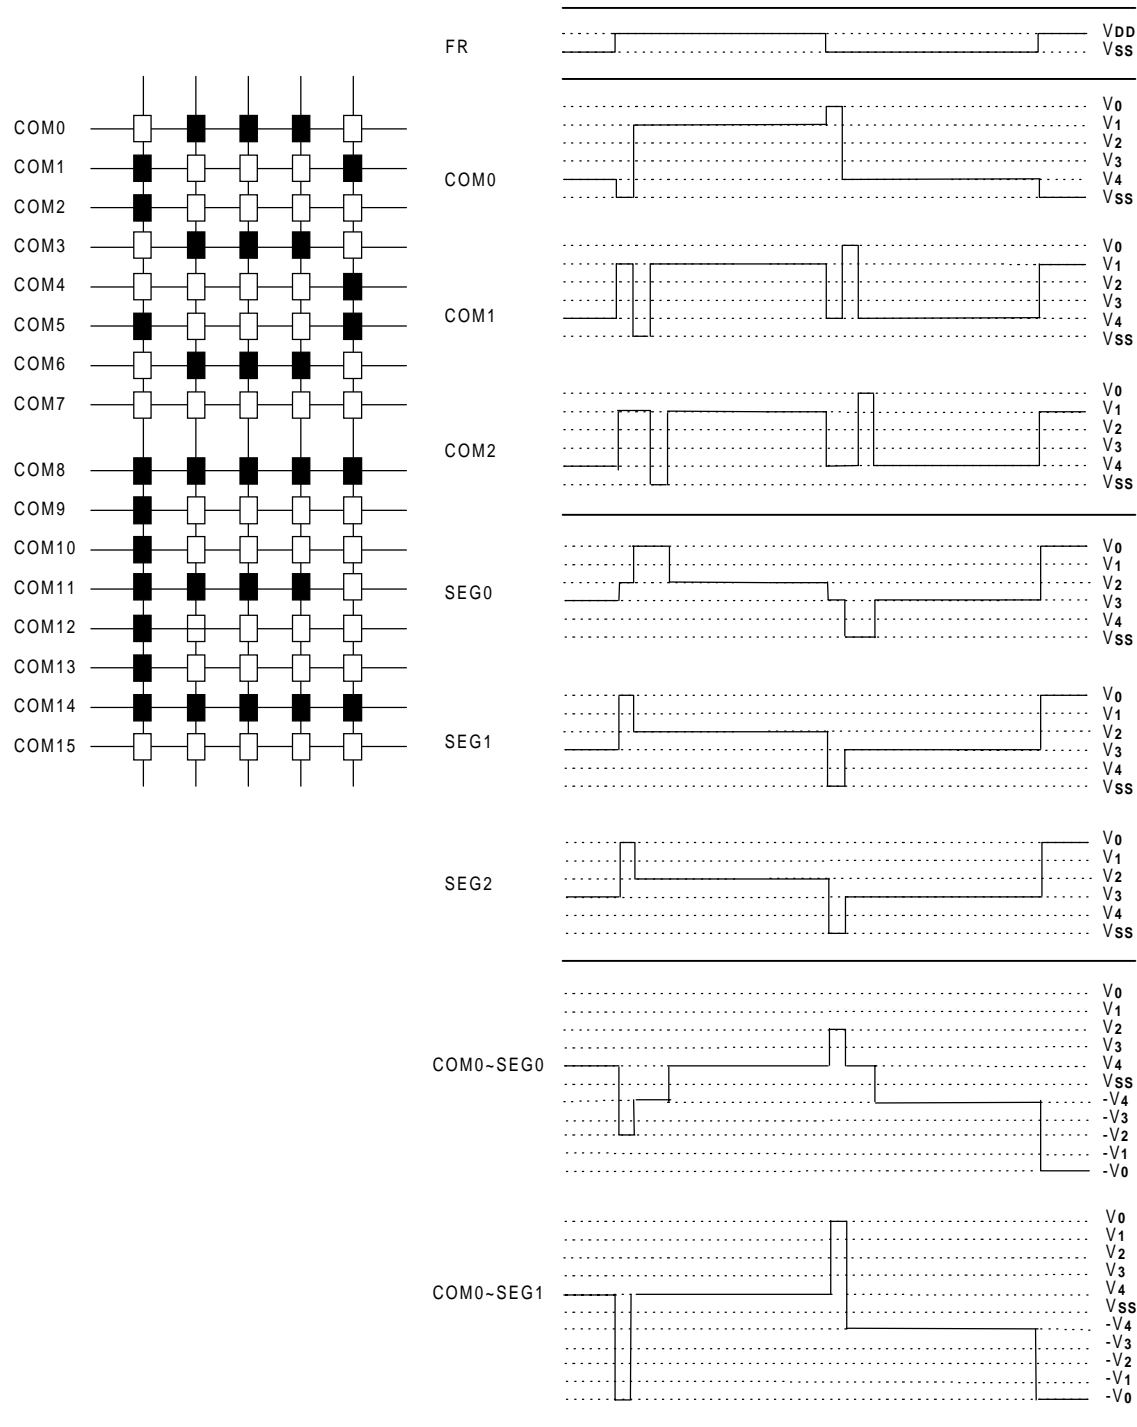 COM0
COM1
COM2
COM3
COM4
COM5
COM6
COM7
COM8
COM9
COM10
COM11
COM12
COM13
COM14
COM15
FR
VDD
VSS
COM0
V0
V1
V2
V3
V4
VSS
COM1
V0
V1
V2
V3
V4
VSS
COM2
V0
V1
V2
V3
V4
VSS
SEG0
V0
V1
V2
V3
V4
VSS
SEG1
V0
V1
V2
V3
V4
VSS
SEG2
V0
V1
V2
V3
V4
VSS
COM0~SEG0
V0
V1
V2
V3
V4
VSS
-V4
-V3
-V2
-V1
-V0
COM0~SEG1
V0
V1
V2
V3
V4
VSS
-V4
-V3
-V2
-V1
-V0